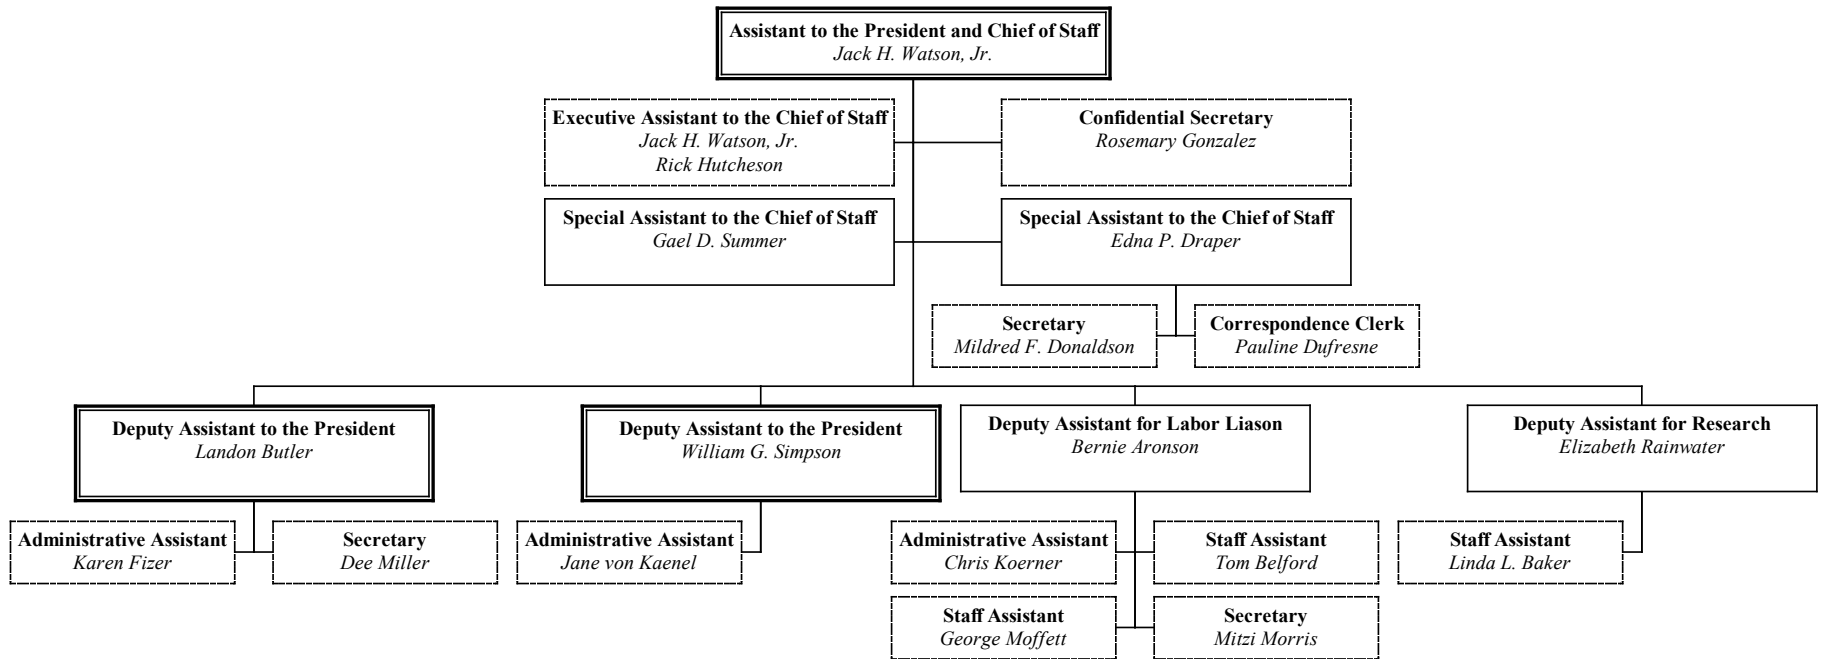 Assistant to the President and Chief of Staff
Jack H. Watson, Jr.
Executive Assistant to the Chief of Staff
Jack H. Watson, Jr.
Rick Hutcheson
Confidential Secretary
Rosemary Gonzalez
Special Assistant to the Chief of Staff
Gael D. Summer
Special Assistant to the Chief of Staff
Edna P. Draper
Secretary
Mildred F. Donaldson
Correspondence Clerk
Pauline Dufresne
Deputy Assistant to the President
Landon Butler
Deputy Assistant to the President
William G. Simpson
Deputy Assistant for Labor Liason
Bernie Aronson
Deputy Assistant for Research
Elizabeth Rainwater
Administrative Assistant
Karen Fizer
Secretary
Dee Miller
Administrative Assistant
Jane von Kaenel
Administrative Assistant
Chris Koerner
Staff Assistant
Tom Belford
Staff Assistant
Linda L. Baker
Staff Assistant
George Moffett
Secretary
Mitzi Morris